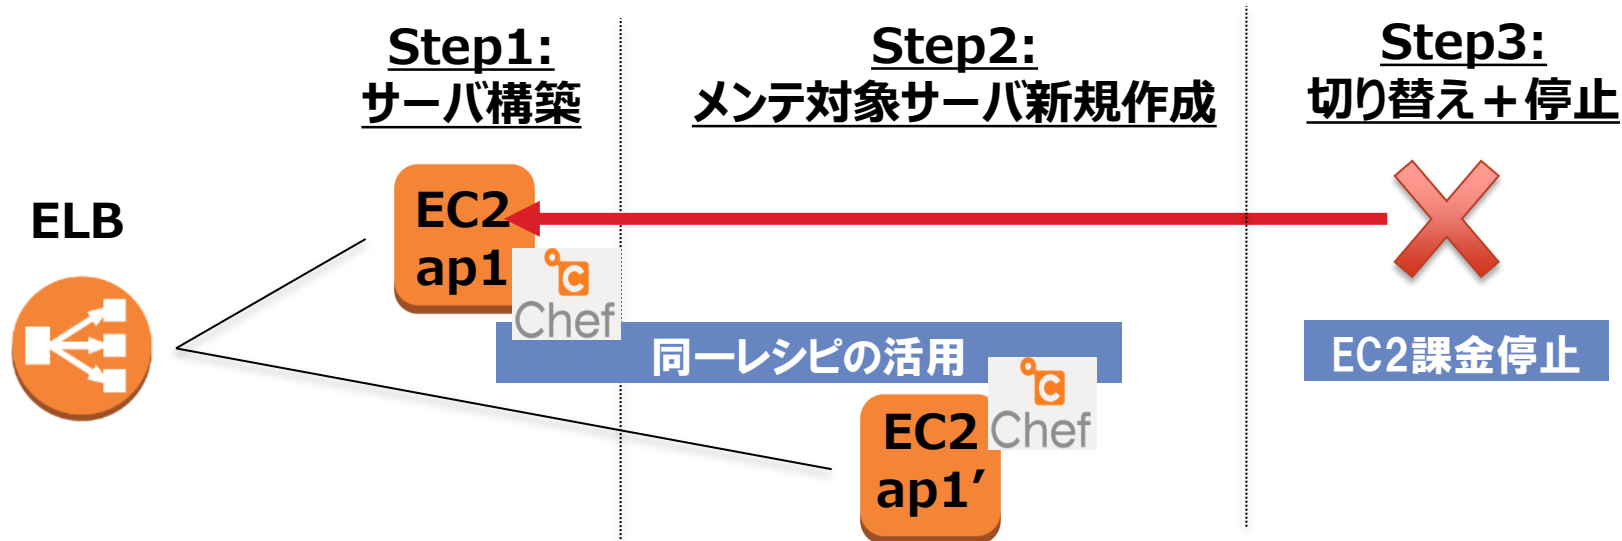 Step1:
サーバ構築
Step2:
メンテ対象サーバ新規作成
Step3:
切り替え＋停止
ELB
EC2
ap1
Chef
同一レシピの活用
EC2課金停止
Chef
EC2
ap1’